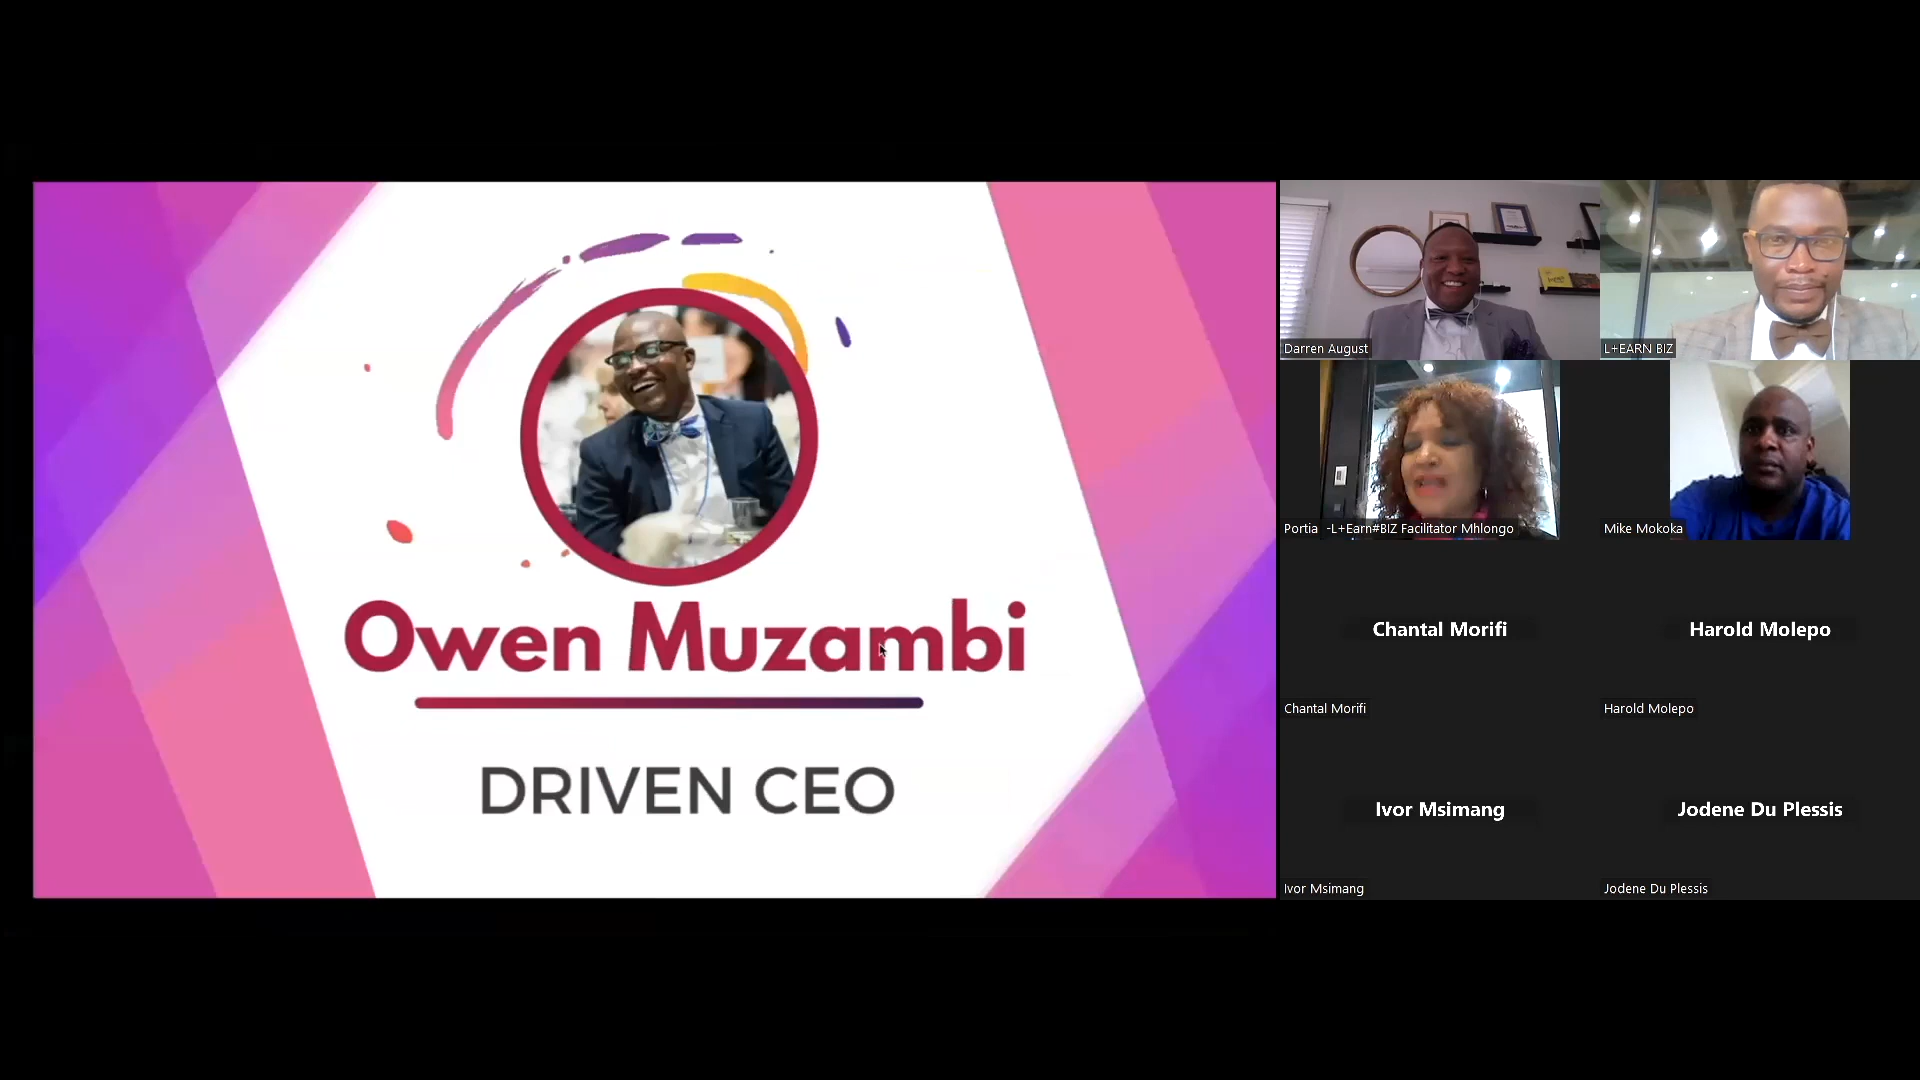 Owen Muzambi
DRIVEN CEO
Darren August
L+EARN BIZ
Portia -L+Earn#BIZ Facilitator Mhlongo
Mike Mokoka
Chantal Morifi
Harold Molepo
Chantal Morifi
Harold Molepo
Ivor Msimang
Jodene Du Plessis
Ivor Msimang
Jodene Du Plessis